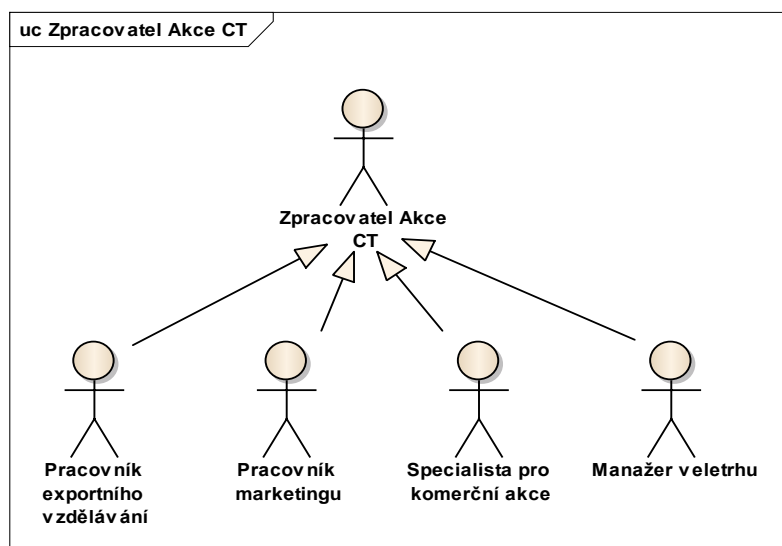 uc Zpracovatel Akce CT
Zpracovatel Akce
CT
Pracovník
exportního
vzdělávání
Pracovník
marketingu
Specialista pro
komerční akce
Manažer veletrhu